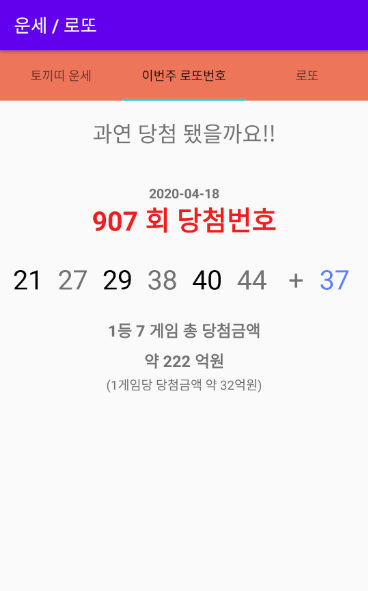 운세 / 로또
토끼띠 운세 이번주 로또번호 로또
과연 당첨 됐을까요!!
2020-04-18
907 회 당첨번호
21 27 29 38 40 44 + 37
1등 7 게임 총 당첨금액
약 222 억원
(1게임당 당첨금액 약 32억원)